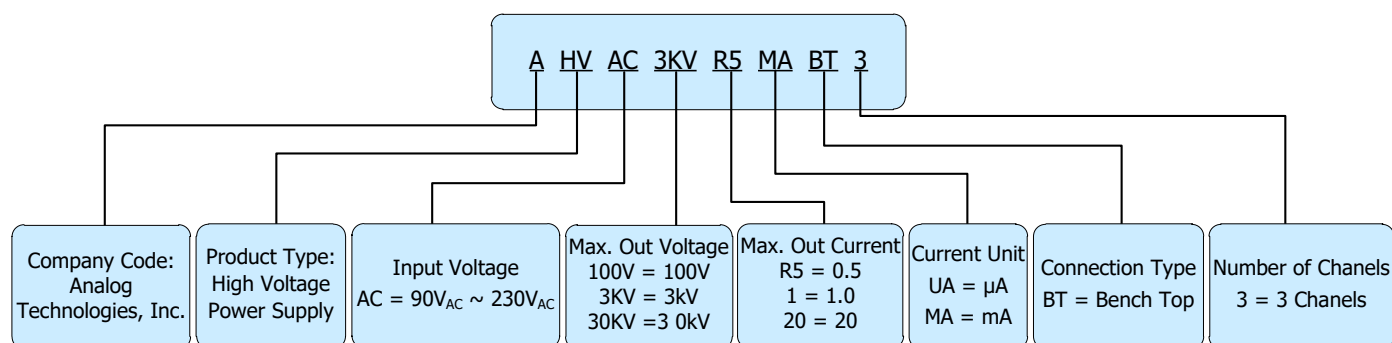 A HV AC 3KV R5 MA BT 3
Company Code:
Analog
Technologies, Inc.
Product Type:
High Voltage
Power Supply
Input Voltage
AC = 90VAC ~ 230VAC
Max. Out Voltage
100V = 100V
3KV = 3kV
30KV =3 0kV
Max. Out Current
R5 = 0.5
1 = 1.0
20 = 20
Current Unit
UA = µA
MA = mA
Connection Type
BT = Bench Top
Number of Chanels
3 = 3 Chanels